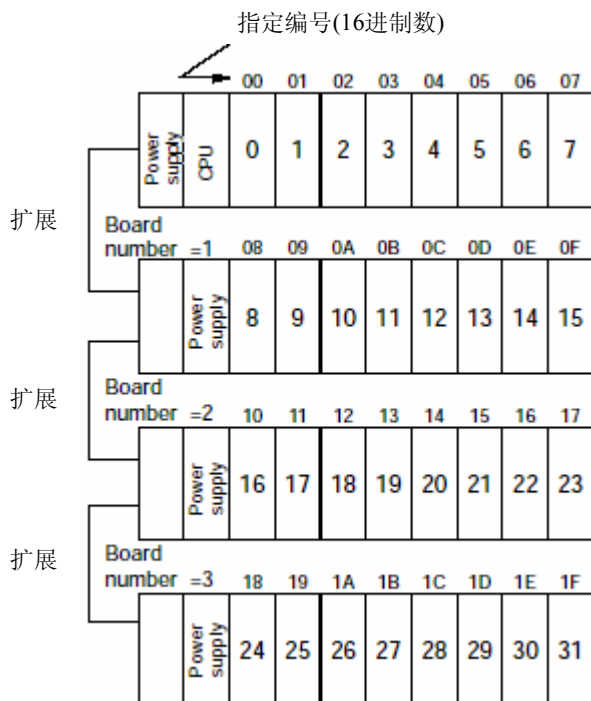 指定编号(16进制数)
00 01 02 03 04 05 06 07
Power supply CPU 0 1 2 3 4 5 6 7
扩展
Board
number =1 08 09 0A 0B 0C 0D 0E 0F
Power supply 8 9 10 11 12 13 14 15
扩展
Board
number =2 10 11 12 13 14 15 16 17
Power supply 16 17 18 19 20 21 22 23
扩展
Board
number =3 18 19 1A 1B 1C 1D 1E 1F
Power supply 24 25 26 27 28 29 30 31